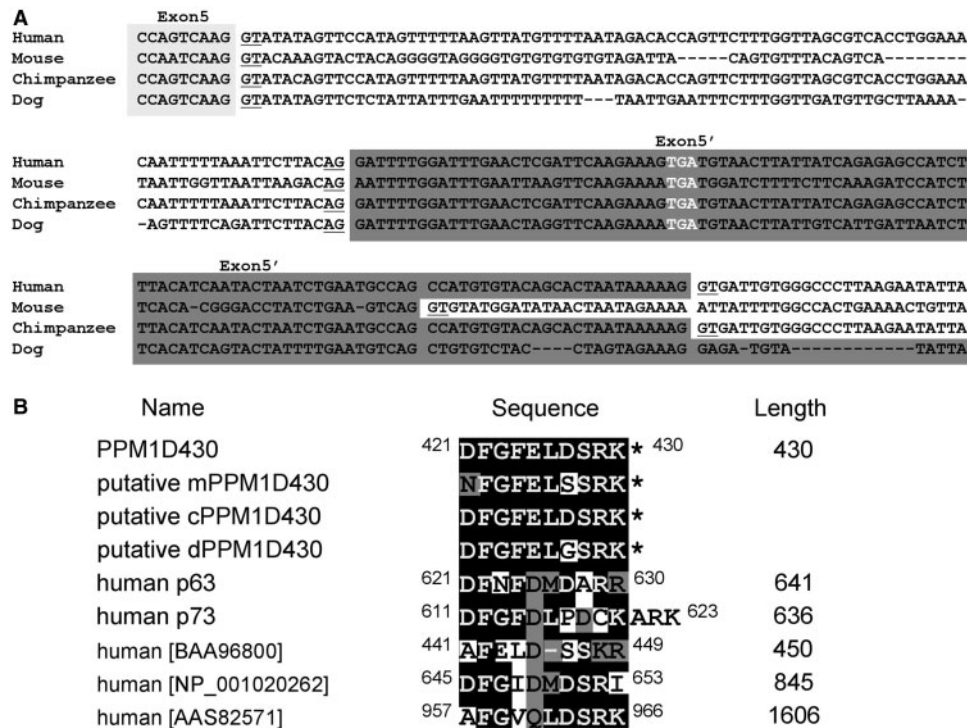 A
Exon5
Human CCAGTCAAG GTATATAGTTCCATAGTTTTTAAGTTATGTTTTAATAGACACCAGTTCTTTGGTTAGCGTCACCTGGAAA
Mouse CCAATCAAG GTACAAAGTACTACAGGGGTAGGGGTGTGTGTGTGTAGATTA-----CAGTGTTTACAGTCA--------
Chimpanzee CCAGTCAAG GTATACAGTTCCATAGTTTTTAAGTTATGTTTTAATAGACACCAGTTCTTTGGTTAGCGTCACCTGGAAA
Dog CCAGTCAAG GTATATAGTTCTCTATTATTTGAATTTTTTTTT---TAATTGAATTTCTTTGGTTGATGTTGCTTAAAA-
Exon5'
Human CAATTTTTAAATTCTTACAG GATTTTGGATTTGAACTCGATTCAAGAAAGTGATGTAACTTATTATCAGAGAGCCATCT
Mouse TAATTGGTTAATTAAGACAG AATTTTGGATTTGAATTAAGTTCAAGAAAATGATGGATCTTTTCTTCAAAGATCCATCT
Chimpanzee CAATTTTTAAATTCTTACAG GATTTTGGATTTGAACTCGATTCAAGAAAGTGATGTAACTTATTATCAGAGAGCCATCT
Dog -AGTTTTCAGATTCTTACAG GATTTTGGATTTGAACTAGGTTCAAGAAAATGATGTAACTTATTGTCATTGATTAATCT
Exon5'
Human TTACATCAATACTAATCTGAATGCCAG CCATGTGTACAGCACTAATAAAAAG GTGATTGTGGGCCCTTAAGAATATTA
Mouse TCACA-CGGGACCTATCTGAA-GTCAG GTGTATGGATATAACTAATAGAAAA ATTATTTTGGCCACTGAAAACTGTTA
Chimpanzee TTACATCAATACTAATCTGAATGCCAG CCATGTGTACAGCACTAATAAAAAG GTGATTGTGGGCCCTTAAGAATATTA
Dog TCACATCAGTACTATTTTGAATGTCAG CTGTGTCTAC----CTAGTAGAAAG GAGA-TGTA------------TATTA
B
Name Sequence Length
PPM1D430 421 DFGFELDSRK* 430 430
putative mPPM1D430 NFGFELSSRK*
putative cPPM1D430 DFGFELDSRK*
putative dPPM1D430 DFGFELGSRK*
human p63 621 DFNFDMDARR 630 641
human p73 611 DFGFDLPDCKARK 623 636
human [BAA96800] 441 AFELD-SSKR 449 450
human [NP_001020262] 645 DFGIDMDSRI 653 845
human [AAS82571] 957 AFGVQLDSRK 966 1606